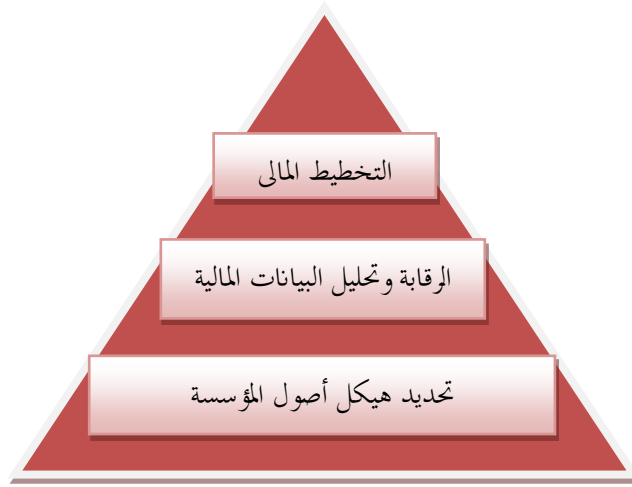 التخطيط المالى
الرقابة وتحليل البيانات المالية
تحديد هيكل أصول المؤسسة